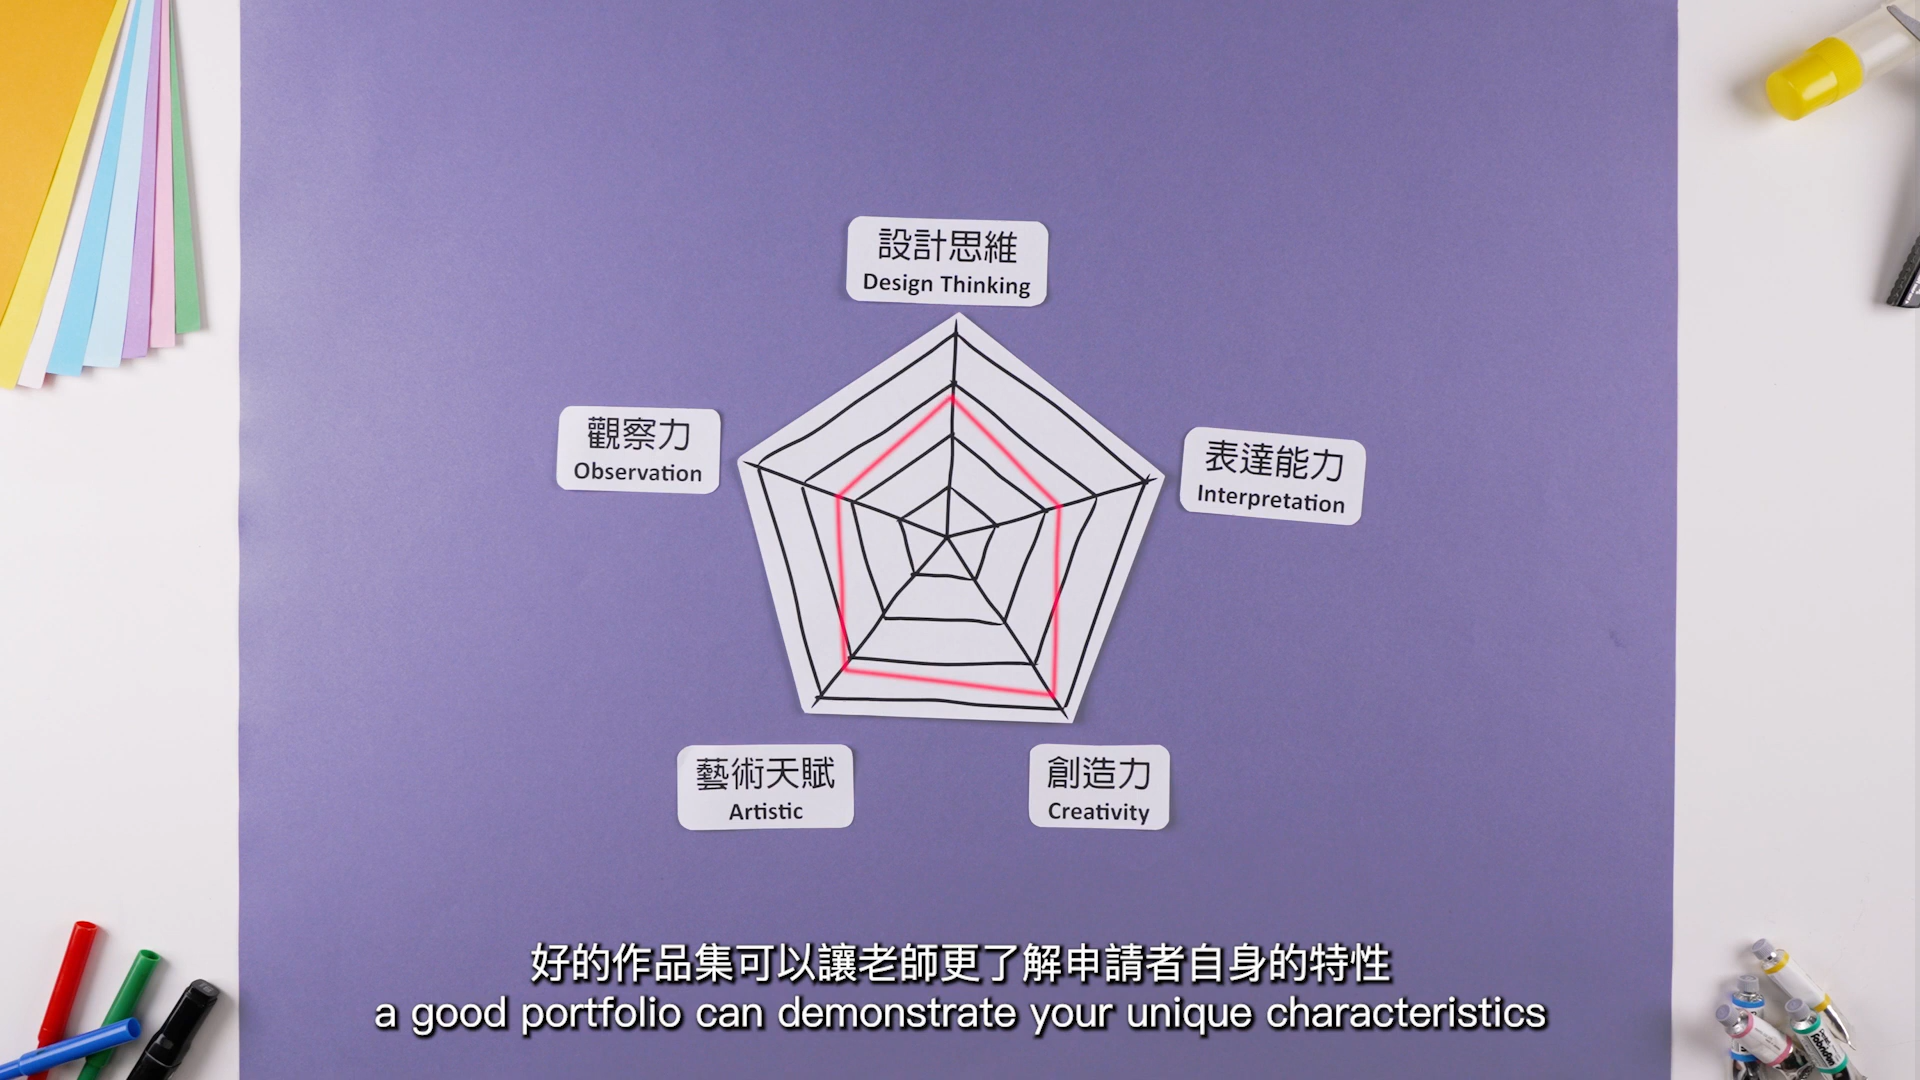 設計思維
Design Thinking
觀察力
Observation
表達能力
Interpretation
藝術天賦
Artistic
創造力
Creativity
好的作品集可以讓老師更了解申請者自身的特性
a good portfolio can demonstrate your unique characteristics